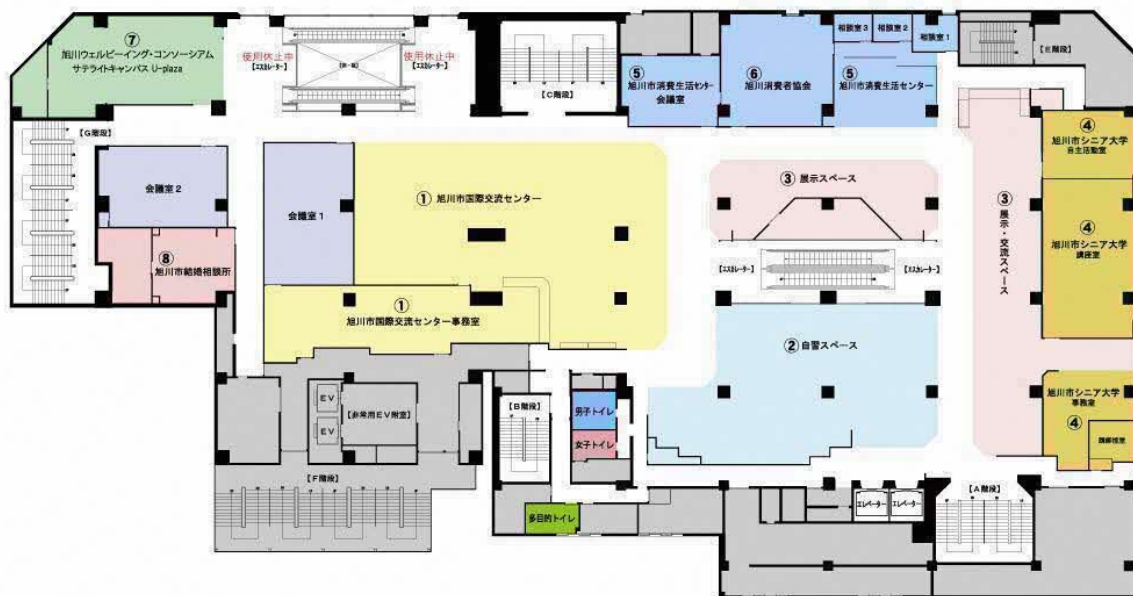 ⑦
旭川ウェルビーイング・コンソーシアム
サテライトキャンパス U-plaza
使用休止中
【エスカレーター】
使用休止中
【エスカレーター】
【C階段】
⑤
旭川市消費生活センター
会議室
⑥
旭川消費者協会
相談室3
相談室2
相談室1
⑤
旭川市消費生活センター
【E階段】
【G階段】
会議室2
会議室1
① 旭川市国際交流センター
③ 展示スペース
③ 展示・交流スペース
④
旭川市シニア大学
自主活動室
④
旭川市シニア大学
講座室
⑧
旭川市結婚相談所
【エスカレーター】
【エスカレーター】
①
旭川市国際交流センター事務室
② 自習スペース
旭川市シニア大学
事務室
④
講師控室
EV
EV
【非常用EV附室】
【B階段】
男子トイレ
女子トイレ
【F階段】
多目的トイレ
エレベーター
エレベーター
【A階段】